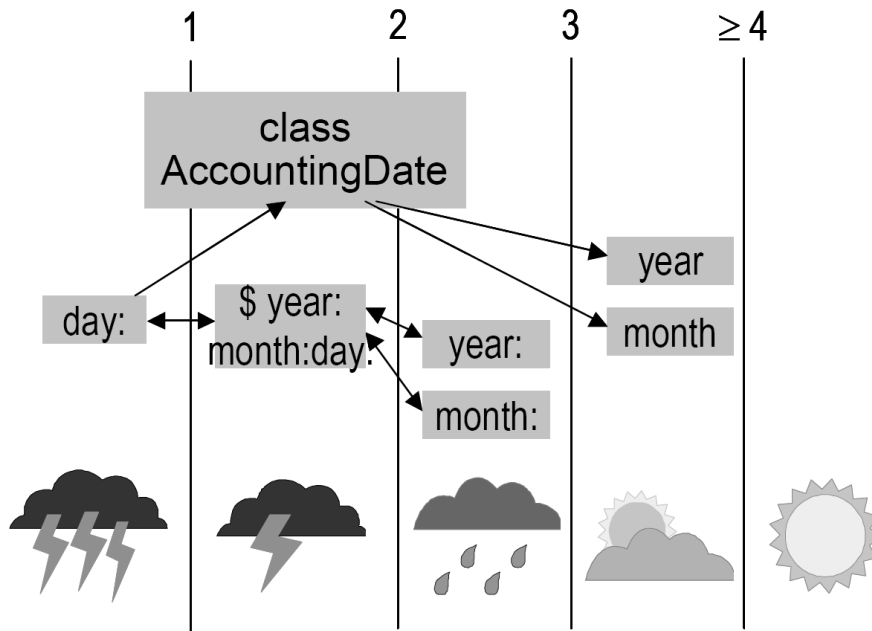 1 2 3 ≥ 4
class
AccountingDate
year
$ year:
day:
month:day:
month
year:
month: